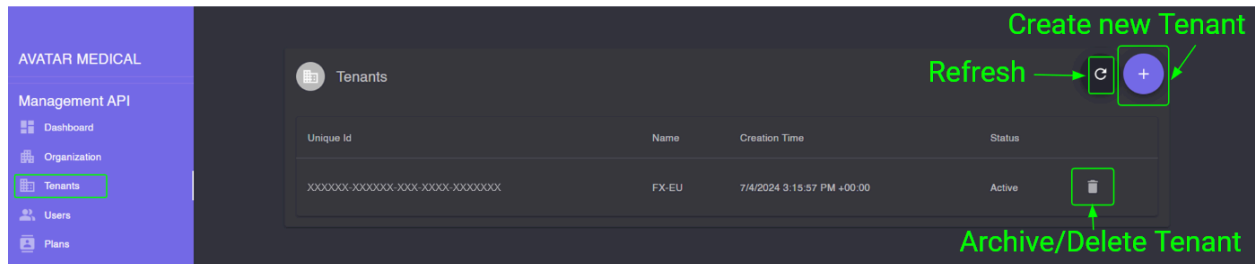 Create new Tenant
AVATAR MEDICAL
Tenants
Refresh
+
Management API
Dashboard
Unique Id Name Creation Time Status
Organization
Tenants
XXXXXX-XXXXXX-XXX-XXXX-XXXXXXX FX-EU 7/4/2024 3:15:57 PM +00:00 Active
Users
Plans
Archive/Delete Tenant